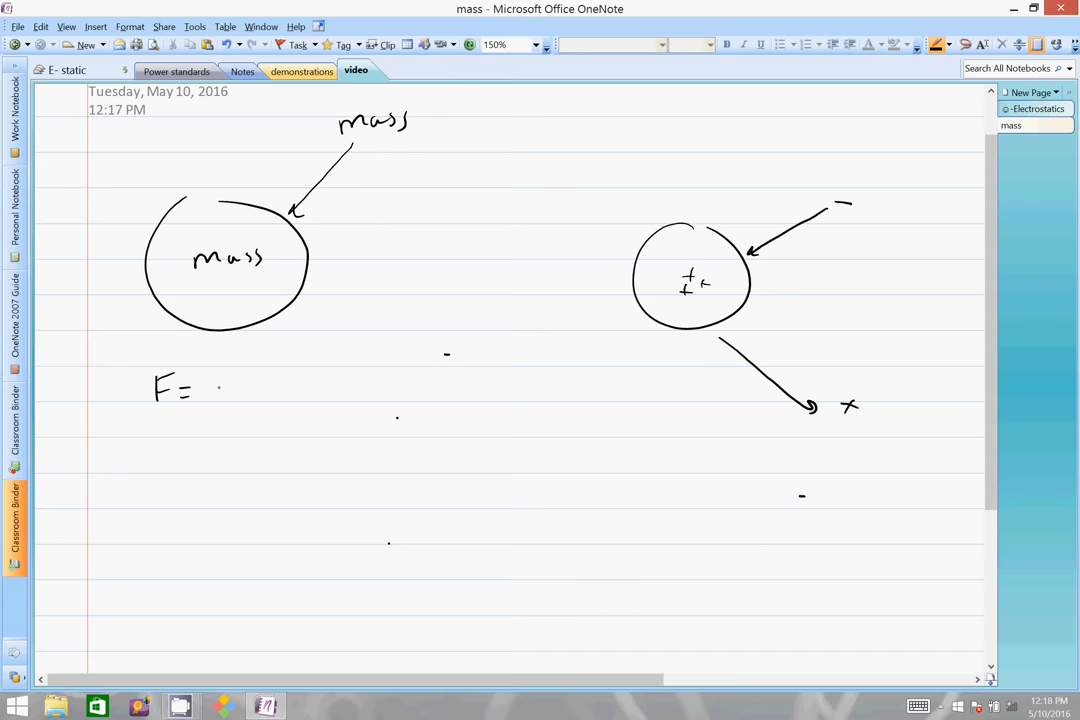 mass - Microsoft Office OneNote
File Edit View Insert Format Share Tools Table Window Help
New 150% Task Tag Clip B I U
E- static Power standards Notes demonstrations video Search All Notebooks
Tuesday, May 10, 2016
12:17 PM
New Page
-Electrostatics
mass
Work Notebook
Personal Notebook
OneNote 2007 Guide
Classroom Binder
Classroom Binder
mass
mass
F=
-
+
+ +
+
12:18 PM
5/10/2016